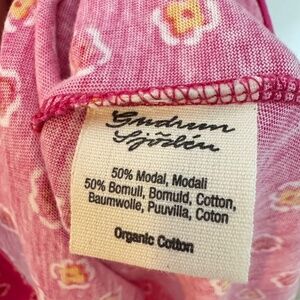 Gudrun
Sjödén
50% Modal, Modali
50% Bomull, Bomuld, Cotton,
Baumwolle, Puuvilla, Coton
Organic Cotton